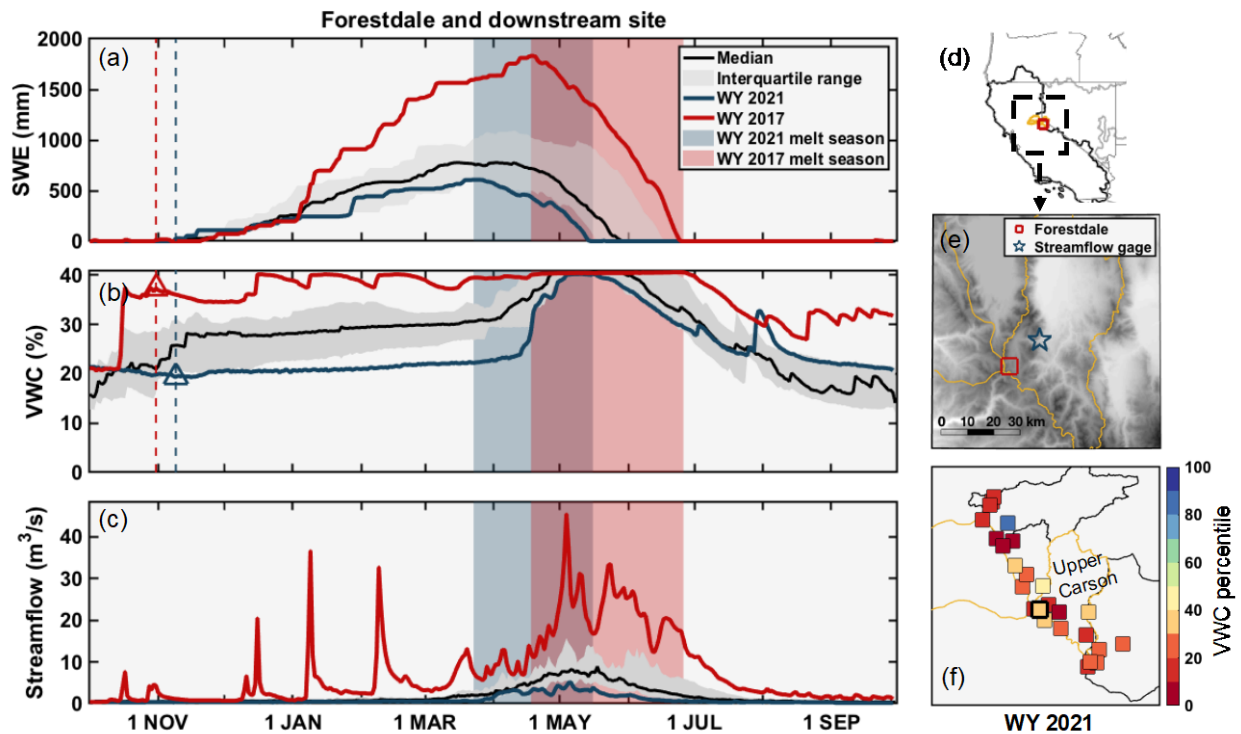 Forestdale and downstream site
(a)
SWE (mm)
2000
1500
1000
500
0
Median
Interquartile range
WY 2021
WY 2017
WY 2021 melt season
WY 2017 melt season
(b)
VWC (%)
40
30
20
10
0
(c)
Streamflow (m³/s)
40
30
20
10
0
1 NOV
1 JAN
1 MAR
1 MAY
1 JUL
1 SEP
(d)
(e)
Forestdale
Streamflow gage
0 10 20 30 km
(f)
Upper
Carson
100
80
60
40
20
0
VWC percentile
WY 2021